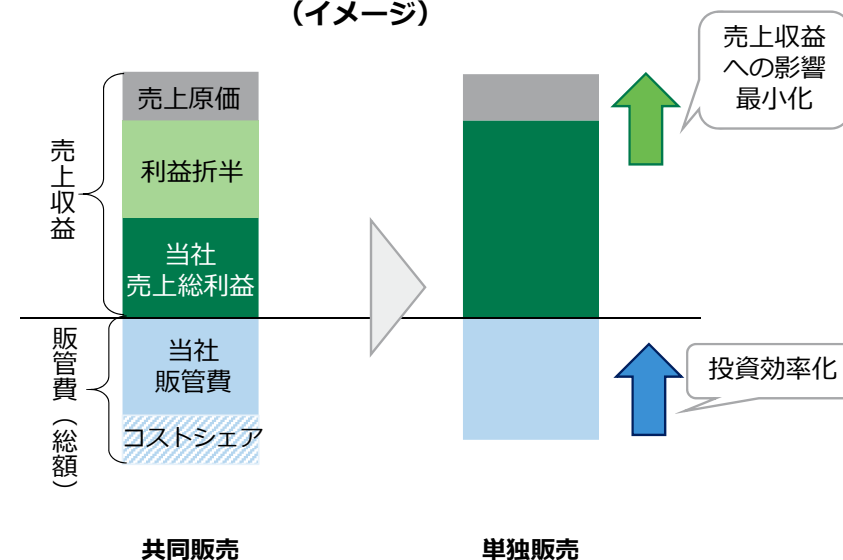 （イメージ）
売上収益
への影響
最小化
売上原価
利益折半
売上収益
当社
売上総利益
当社
販管費
販管費（総額）
コストシェア
投資効率化
共同販売
単独販売